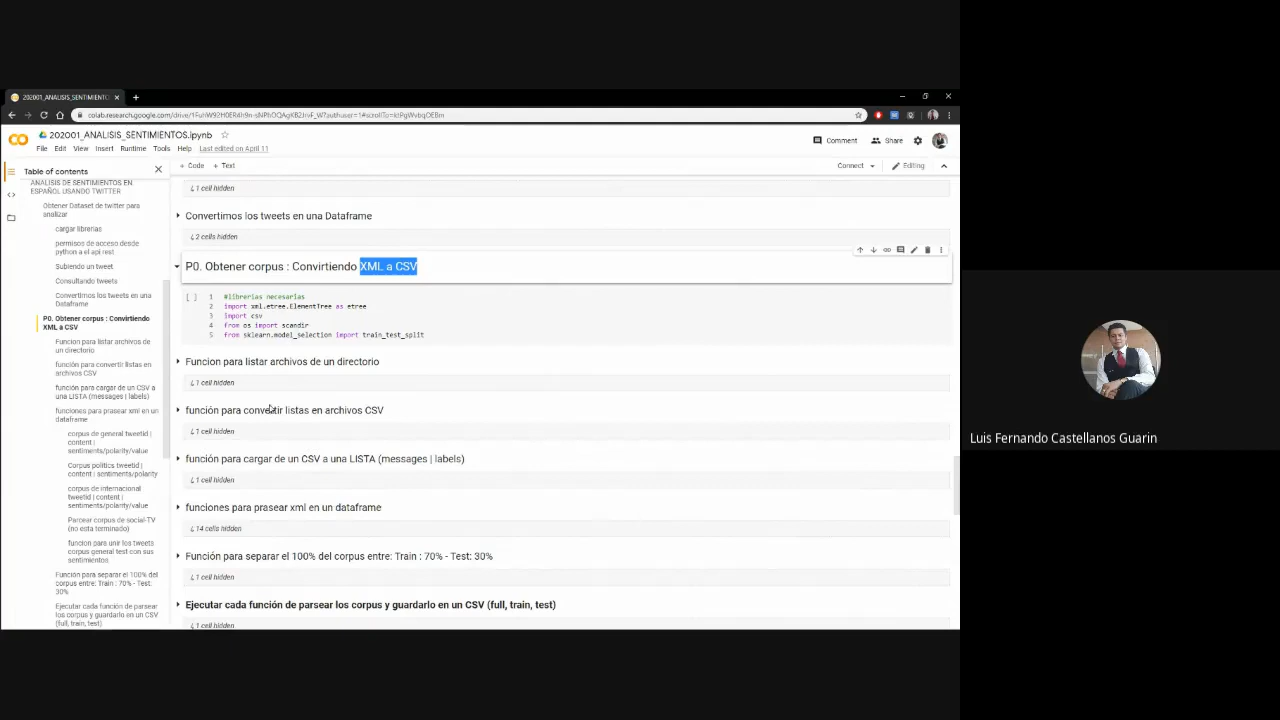 202001_ANALISIS_SENTIMIENTO
202001_ANALISIS_SENTIMIENTOS.ipynb
File Edit View Insert Runtime Tools Help Last edited on April 11
Comment Share
+ Code + Text
Connect Editing
Table of contents
ANALISIS DE SENTIMIENTOS EN
ESPAÑOL USANDO TWITTER
Obtener Dataset de twitter para
analizar
cargar librerias
permisos de acceso desde
python a el api rest
Subiendo un tweet
Consultando tweets
Convertimos los tweets en una
Dataframe
P0. Obtener corpus : Convirtiendo
XML a CSV
Funcion para listar archivos de
un directorio
función para convertir listas en
archivos CSV
función para cargar de un CSV a
una LISTA (messages | labels)
funciones para prasear xml en un
dataframe
corpus de general tweetid |
content |
sentiments/polarity/value
Corpus politics tweetid |
content | sentiments/polarity
corpus de internacional
tweetid | content |
sentiments/polarity/value
Parcear corpus de social-TV
(no esta terminado)
funcion para unir los tweets
corpus general test con sus
sentimientos
Función para separar el 100% del
corpus entre: Train : 70% - Test:
30%
Ejecutar cada función de parsear
los corpus y guardarlo en un CSV
(full, train, test)
1 cell hidden
Convertimos los tweets en una Dataframe
2 cells hidden
P0. Obtener corpus : Convirtiendo XML a CSV
[ ] 1 #librerias necesarias
2 import xml.etree.ElementTree as etree
3 import csv
4 from os import scandir
5 from sklearn.model_selection import train_test_split
Funcion para listar archivos de un directorio
1 cell hidden
función para convertir listas en archivos CSV
1 cell hidden
función para cargar de un CSV a una LISTA (messages | labels)
1 cell hidden
funciones para prasear xml en un dataframe
14 cells hidden
Función para separar el 100% del corpus entre: Train : 70% - Test: 30%
1 cell hidden
Ejecutar cada función de parsear los corpus y guardarlo en un CSV (full, train, test)
1 cell hidden
Luis Fernando Castellanos Guarin